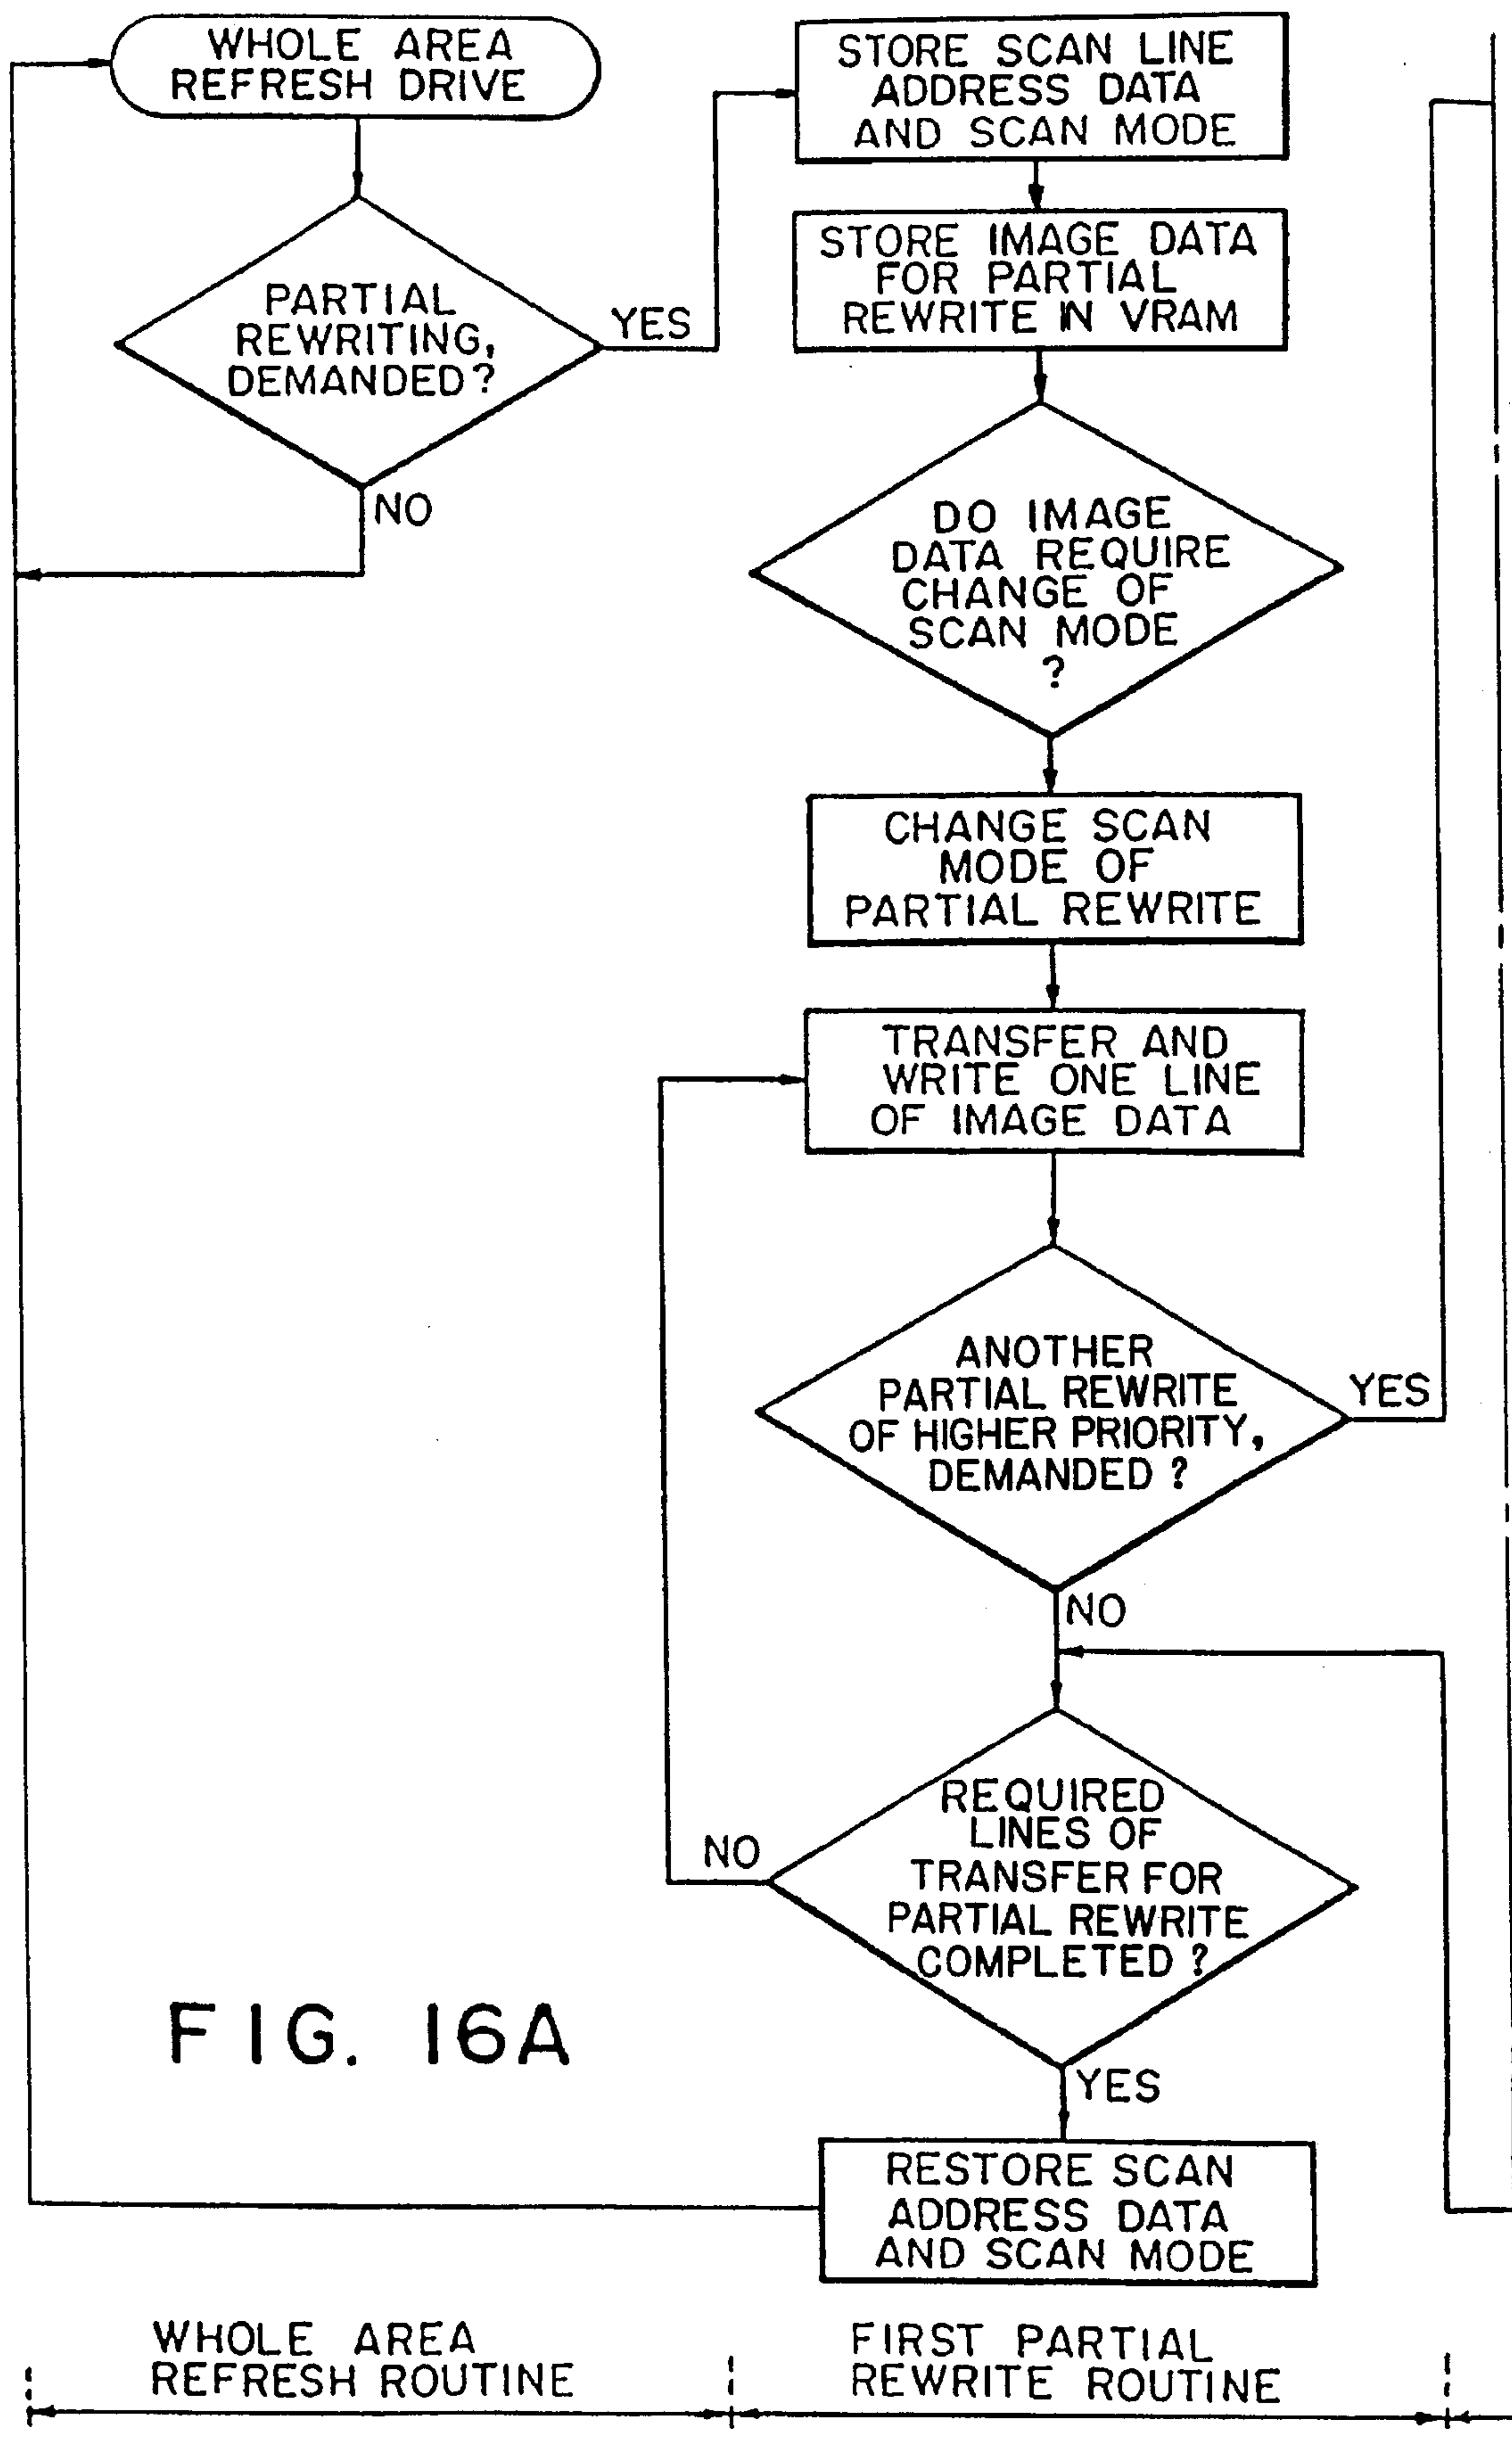 WHOLE AREA
REFRESH DRIVE
PARTIAL
REWRITING,
DEMANDED?
YES
NO
STORE SCAN LINE
ADDRESS DATA
AND SCAN MODE
STORE IMAGE DATA
FOR PARTIAL
REWRITE IN VRAM
DO IMAGE
DATA REQUIRE
CHANGE OF
SCAN MODE
?
CHANGE SCAN
MODE OF
PARTIAL REWRITE
TRANSFER AND
WRITE ONE LINE
OF IMAGE DATA
ANOTHER
PARTIAL REWRITE
OF HIGHER PRIORITY,
DEMANDED ?
YES
NO
REQUIRED
LINES OF
TRANSFER FOR
PARTIAL REWRITE
COMPLETED ?
NO
YES
RESTORE SCAN
ADDRESS DATA
AND SCAN MODE
FIG. 16A
WHOLE AREA
REFRESH ROUTINE
FIRST PARTIAL
REWRITE ROUTINE